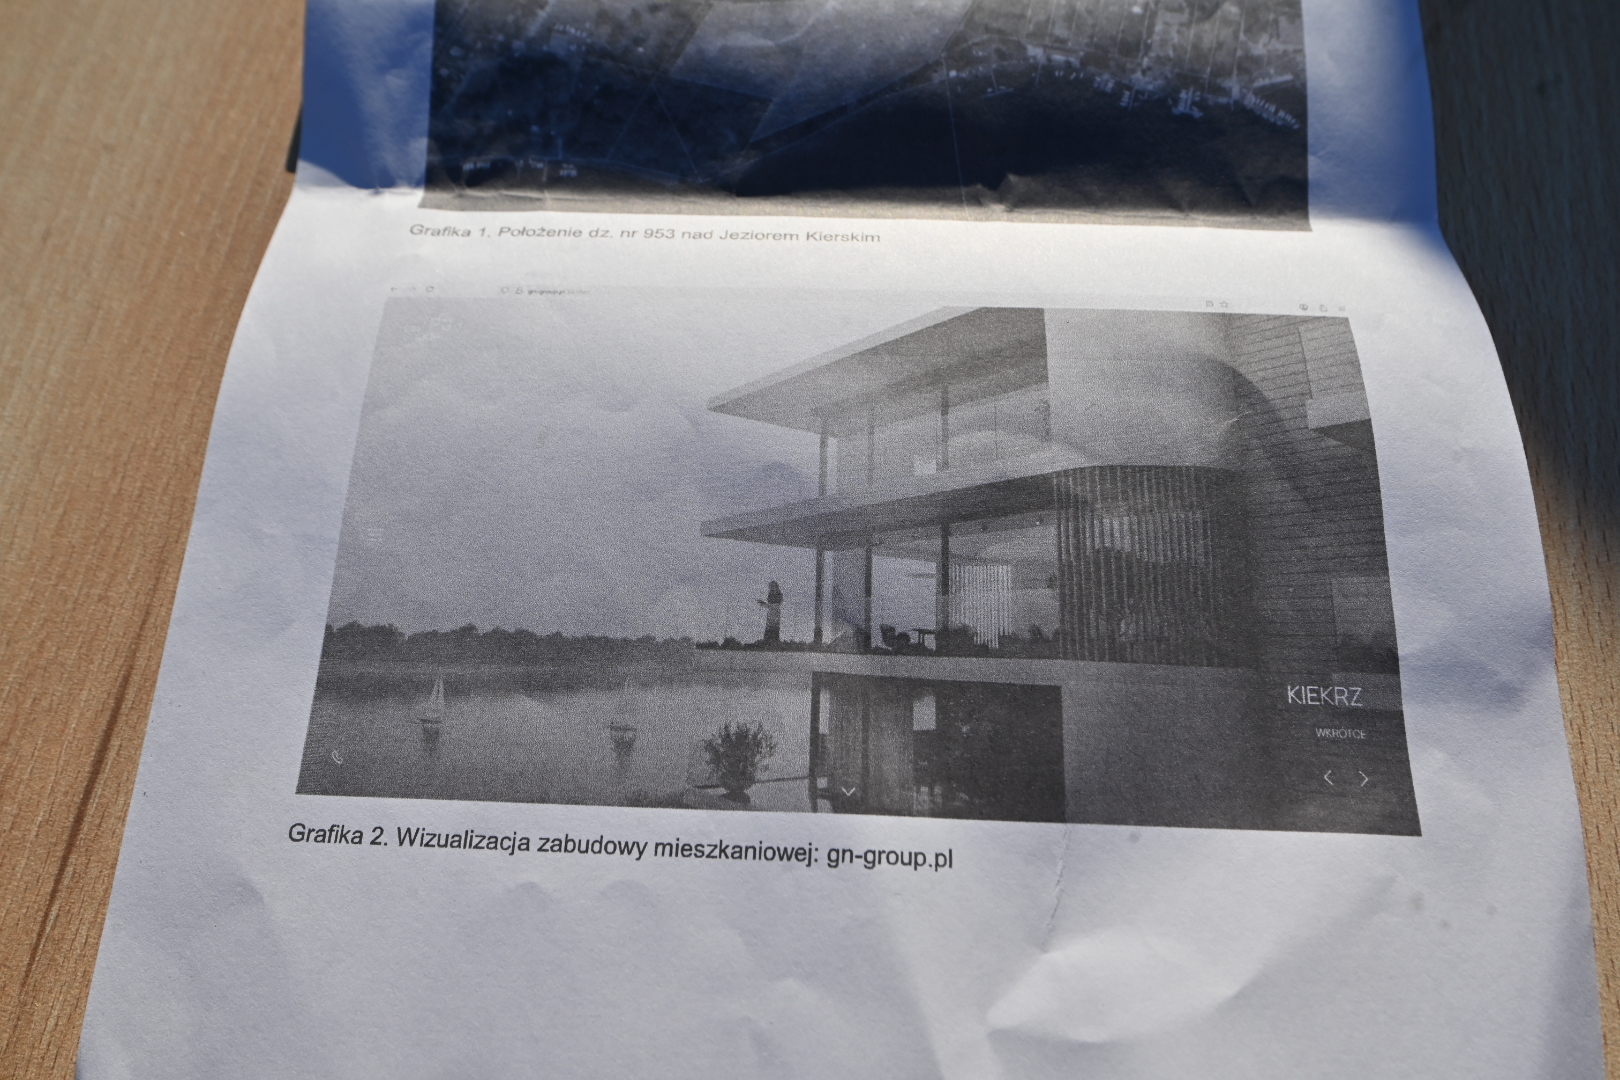 Grafika 1. Położenie dz. nr 953 nad Jeziorem Kierskim
KIEKRZ
WKRÓTCE
Grafika 2. Wizualizacja zabudowy mieszkaniowej: gn-group.pl